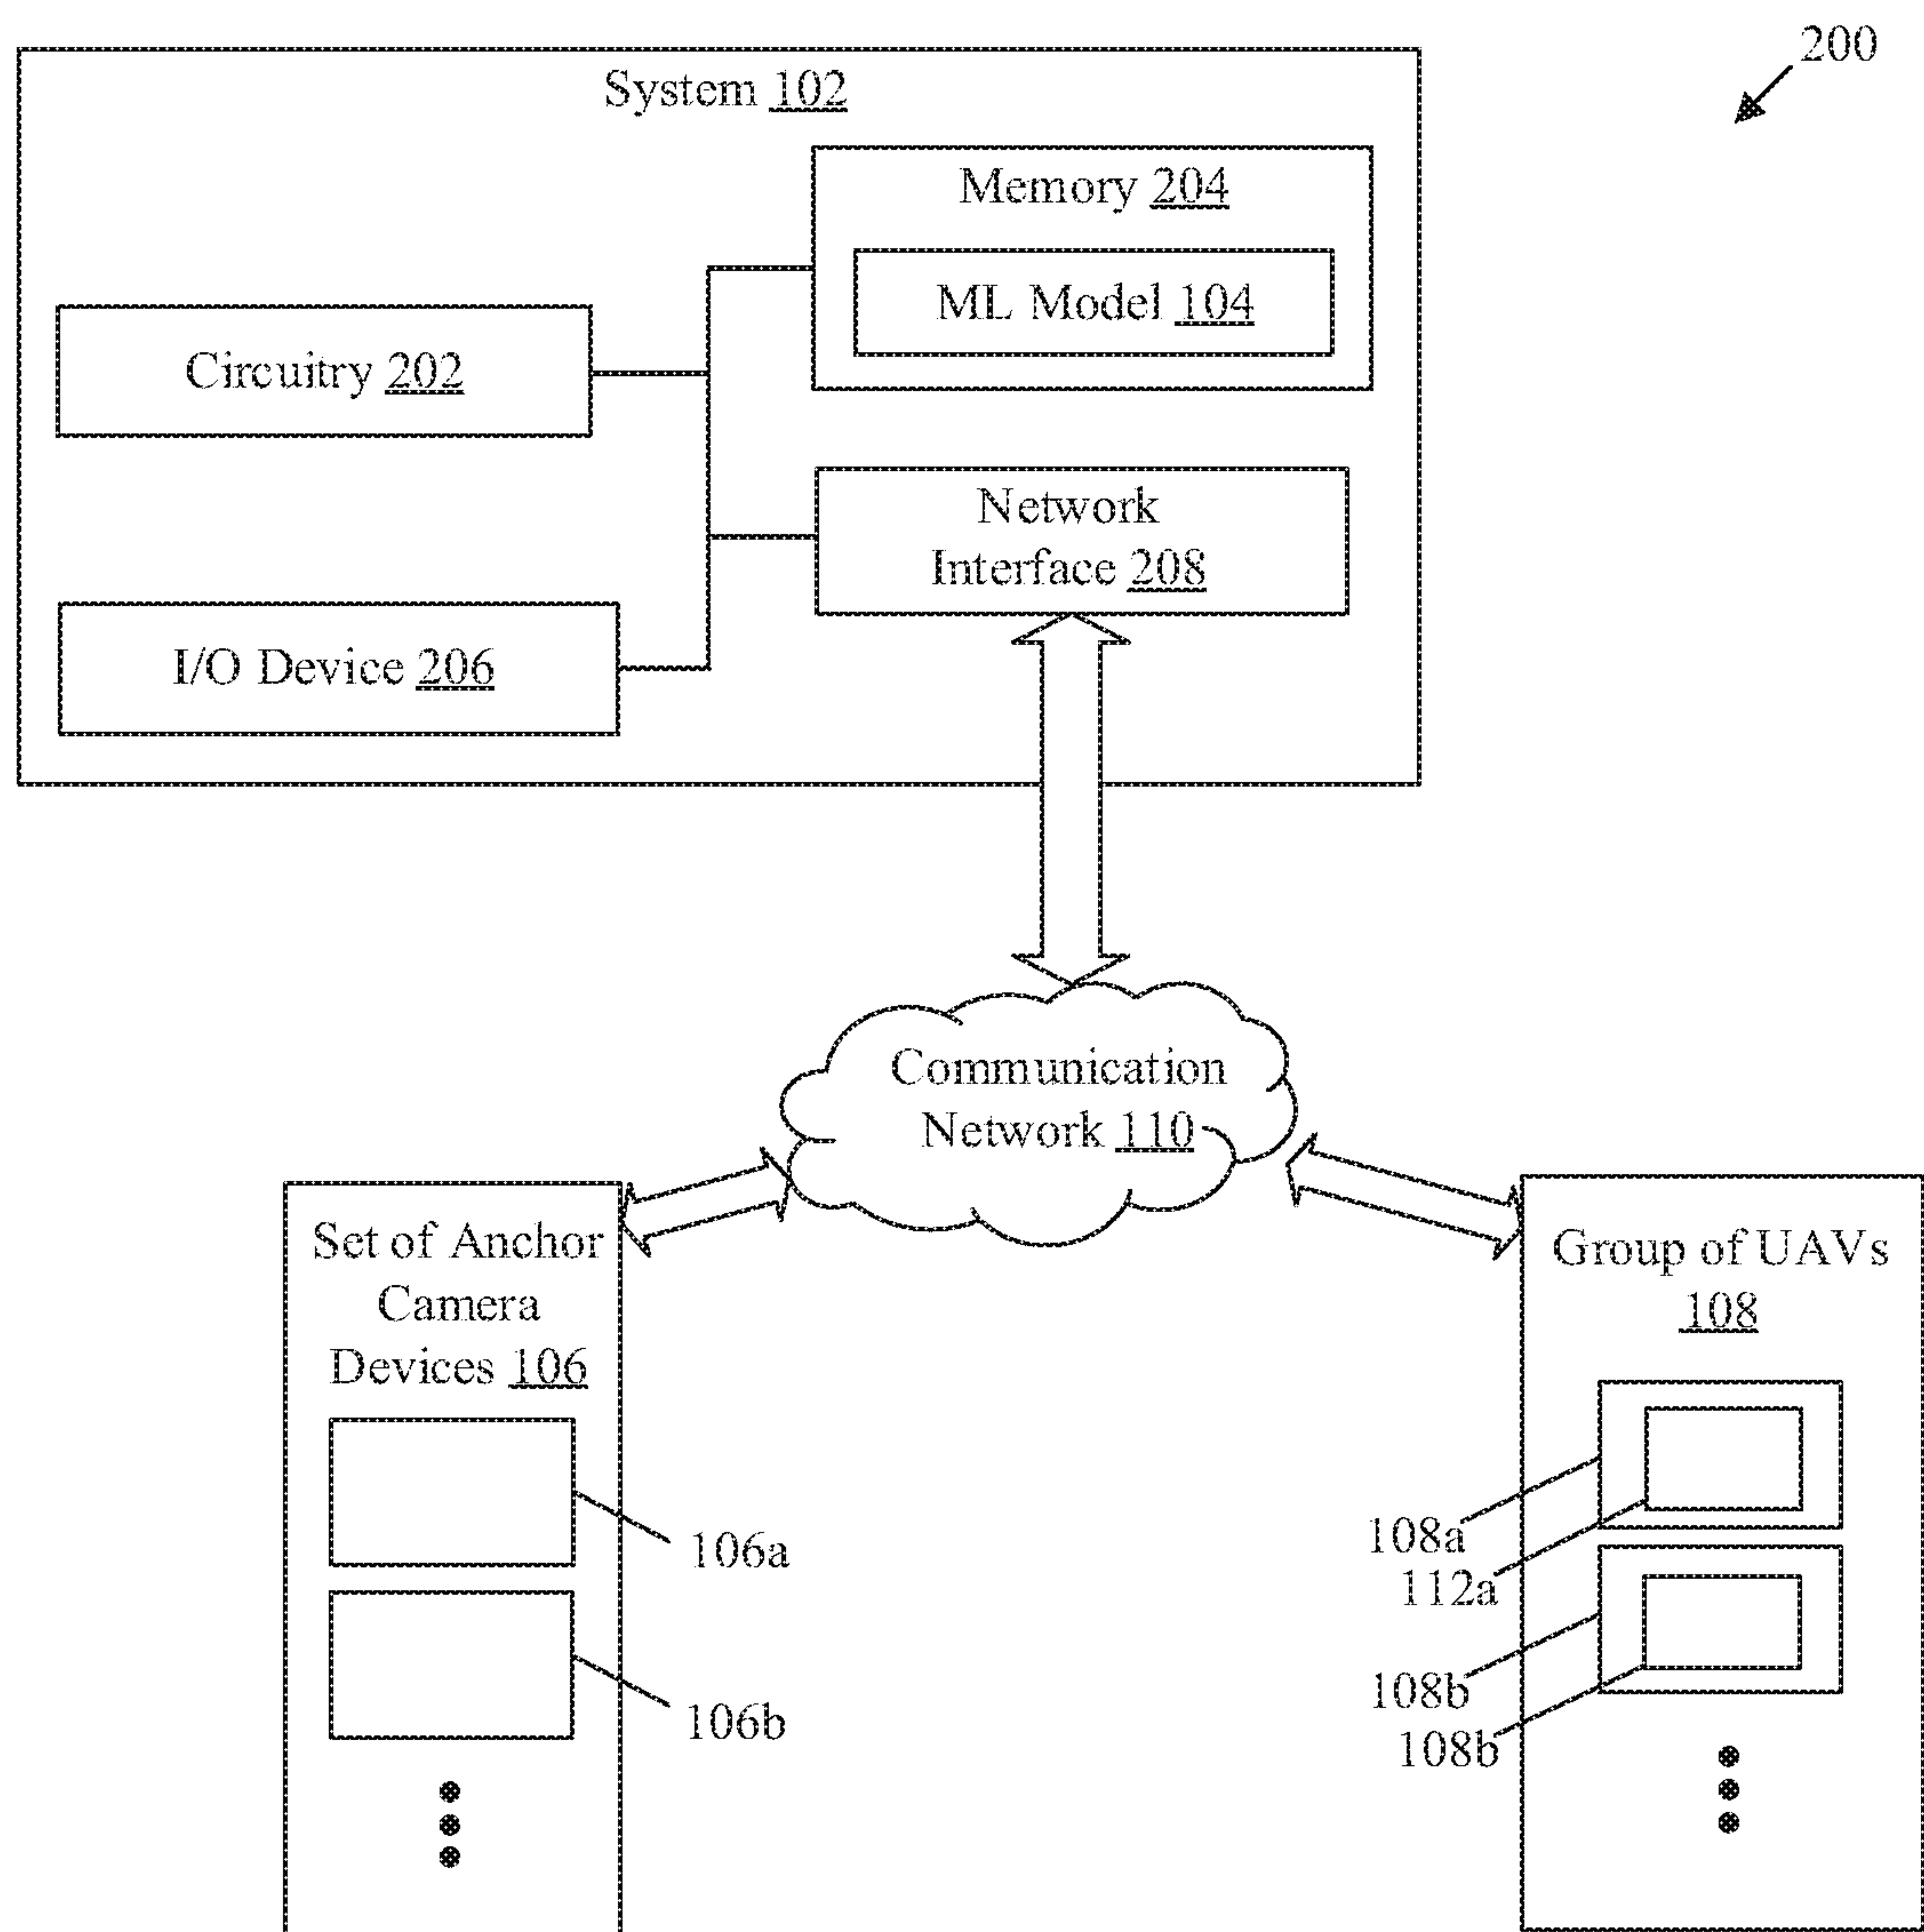 200
System 102
Memory 204
ML Model 104
Circuitry 202
Network
Interface 208
I/O Device 206
Communication
Network 110
Set of Anchor
Camera
Devices 106
106a
106b
Group of UAVs
108
108a
112a
108b
108b